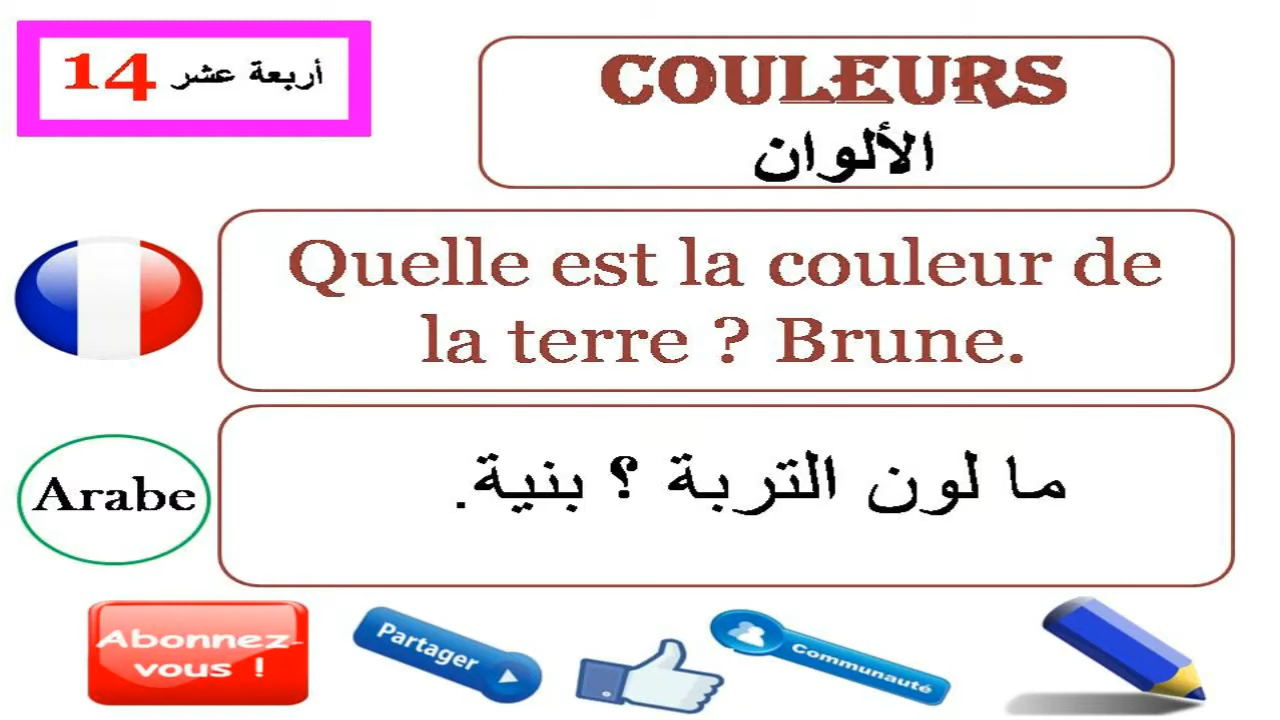 14 أربعة عشر
COULEURS
الألوان
Quelle est la couleur de
la terre ? Brune.
Arabe
ما لون التربة ؟ بنية.
Abonnez-
vous !
Partager
Communauté